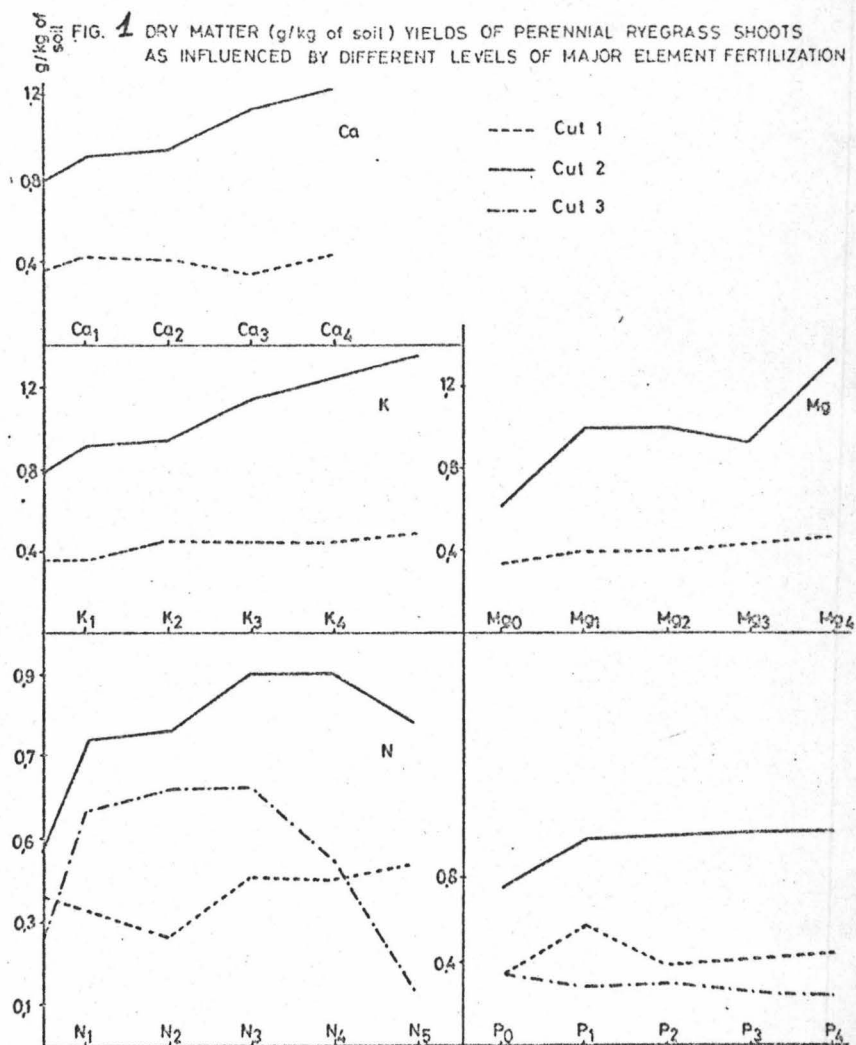 g/kg of soil
FIG. 1 DRY MATTER (g/kg of soil) YIELDS OF PERENNIAL RYEGRASS SHOOTS
AS INFLUENCED BY DIFFERENT LEVELS OF MAJOR ELEMENT FERTILIZATION
1,2
0,8
0,4
Ca
Cut 1
Cut 2
Cut 3
Ca1 Ca2 Ca3 Ca4
1,2
0,8
0,4
K
K1 K2 K3 K4
1,2
0,8
0,4
Mg
Mg0 Mg1 Mg2 Mg3 Mg4
0,9
0,7
0,6
0,3
0,1
N
N1 N2 N3 N4 N5
0,8
0,4
P0 P1 P2 P3 P4